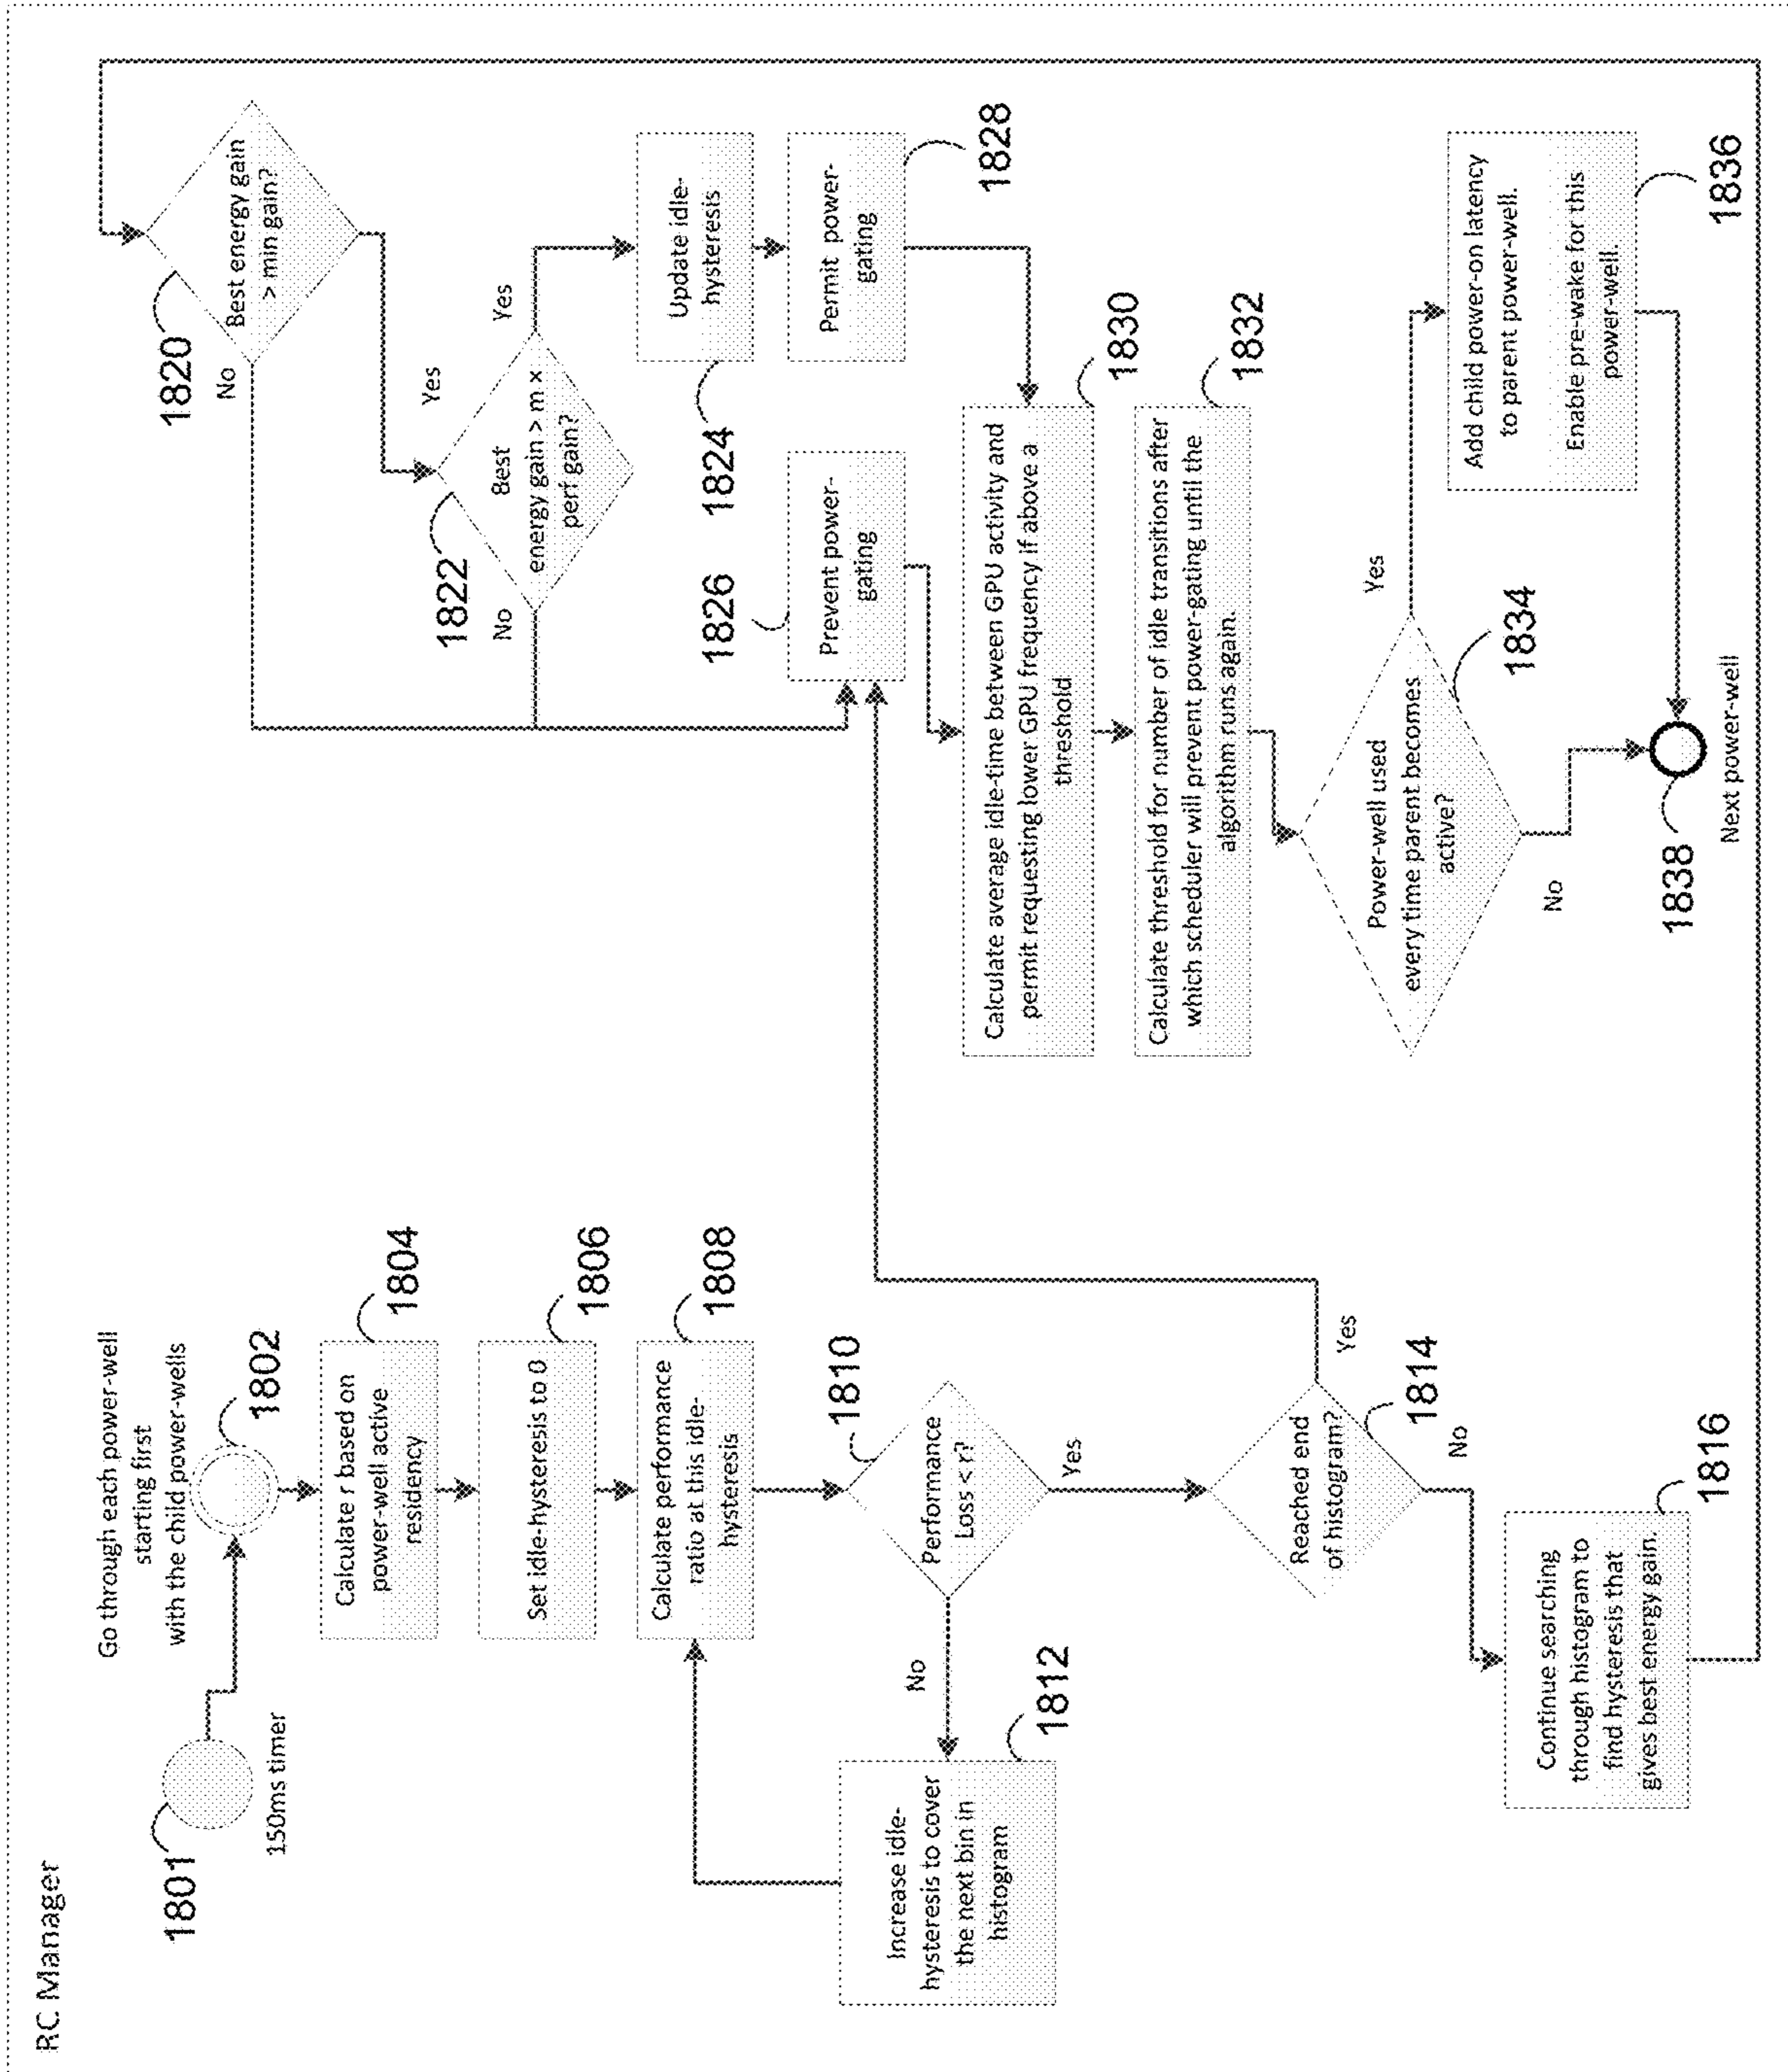 RC Manager
1801
150ms timer
Go through each power-well
starting first
with the child power-wells
1802
Calculate r based on
power-well active
residency
1804
Set idle-hysteresis to 0
1806
Calculate performance
ratio at this idle-
hysteresis
1808
Performance
Loss < r?
1810
No
Yes
Increase idle-
hysteresis to cover
the next bin in
histogram
1812
Reached end
of histogram?
1814
Yes
No
Continue searching
through histogram to
find hysteresis that
gives best energy gain.
1816
Best energy gain
> min gain?
1820
No
Yes
Best
energy gain > m x
perf gain?
1822
No
Yes
Update idle-
hysteresis
1824
Prevent power-
gating
1826
Permit power-
gating
1828
Calculate average idle-time between GPU activity and
permit requesting lower GPU frequency if above a
threshold
1830
Calculate threshold for number of idle transitions after
which scheduler will prevent power-gating until the
algorithm runs again.
1832
Power-well used
every time parent becomes
active?
1834
Yes
No
Add child power-on latency
to parent power-well.
Enable pre-wake for this
power-well.
1836
1838
Next power-well